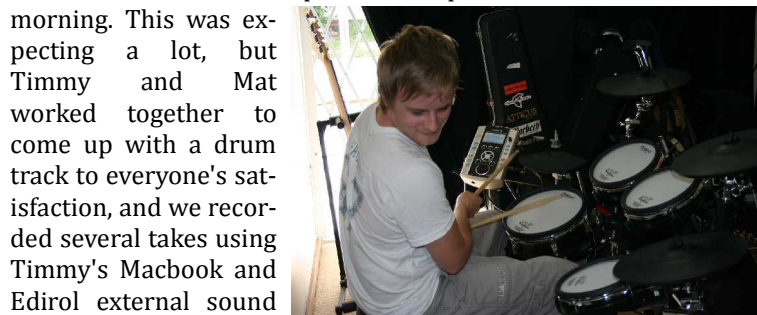 morning. This was ex-
pecting a lot, but
Timmy and Mat
worked together to
come up with a drum
track to everyone's sat-
isfaction, and we recor-
ded several takes using
Timmy's Macbook and
Edirol external sound
ATTICUS